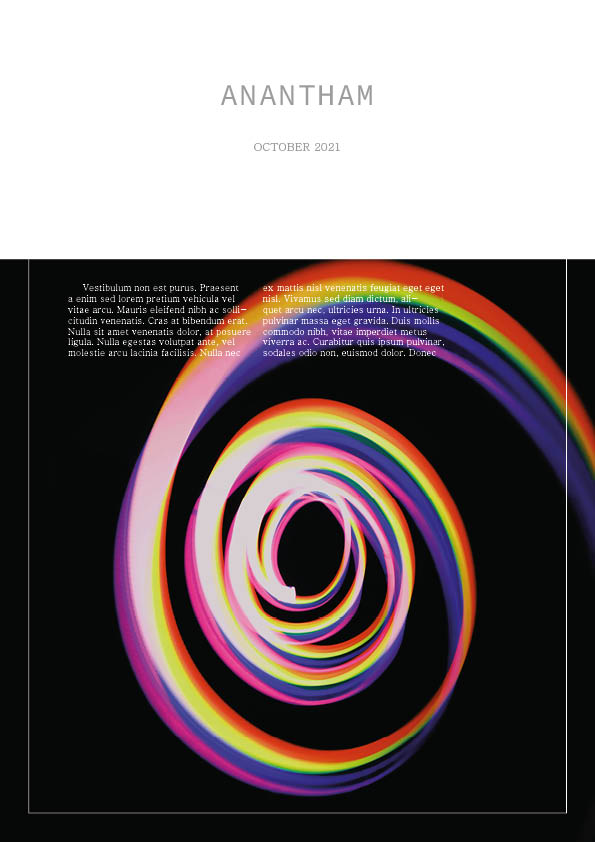 ANANTHAM
OCTOBER 2021
Vestibulum non est purus. Praesent
a enim sed lorem pretium vehicula vel
vitae arcu. Mauris eleifend nibh ac solli-
citudin venenatis. Cras at bibendum erat.
Nulla sit amet venenatis dolor, at posuere
ligula. Nulla egestas volutpat ante, vel
molestie arcu lacinia facilisis. Nulla nec
ex mattis nisl venenatis feugiat eget eget
nisl. Vivamus sed diam dictum, ali-
quet arcu nec, ultricies urna. In ultricies
pulvinar massa eget gravida. Duis mollis
commodo nibh, vitae imperdiet metus
viverra ac. Curabitur quis ipsum pulvinar,
sodales odio non, euismod dolor. Donec